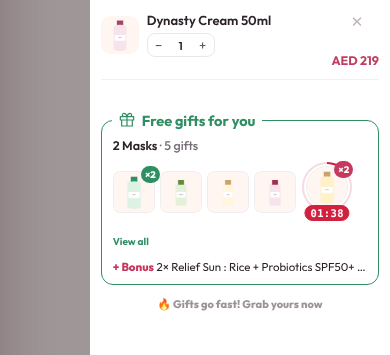 Dynasty Cream 50ml
×
− 1 +
AED 219
Free gifts for you
2 Masks · 5 gifts
×2
×2
01:38
View all
+ Bonus 2× Relief Sun : Rice + Probiotics SPF50+ ...
🔥 Gifts go fast! Grab yours now